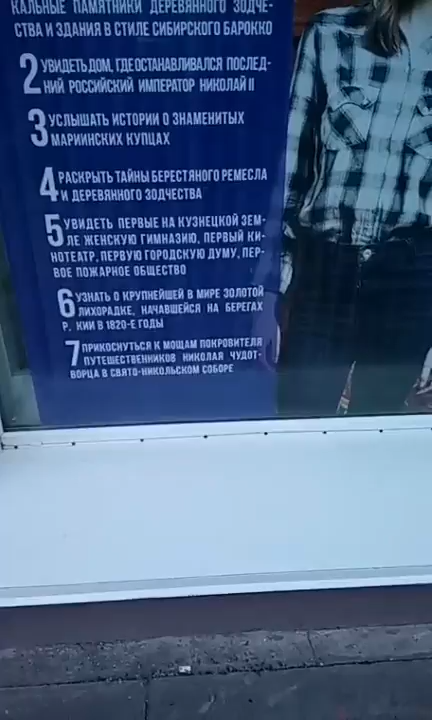 КАЛЬНЫЕ ПАМЯТНИКИ ДЕРЕВЯННОГО ЗОДЧЕ-
СТВА И ЗДАНИЯ В СТИЛЕ СИБИРСКОГО БАРОККО
2 УВИДЕТЬ ДОМ, ГДЕ ОСТАНАВЛИВАЛСЯ ПОСЛЕД-
НИЙ РОССИЙСКИЙ ИМПЕРАТОР НИКОЛАЙ II
3 УСЛЫШАТЬ ИСТОРИИ О ЗНАМЕНИТЫХ
МАРИИНСКИХ КУПЦАХ
4 РАСКРЫТЬ ТАЙНЫ БЕРЕСТЯНОГО РЕМЕСЛА
И ДЕРЕВЯННОГО ЗОДЧЕСТВА
5 УВИДЕТЬ ПЕРВЫЕ НА КУЗНЕЦКОЙ ЗЕМ-
ЛЕ ЖЕНСКУЮ ГИМНАЗИЮ, ПЕРВЫЙ КИ-
НОТЕАТР, ПЕРВУЮ ГОРОДСКУЮ ДУМУ, ПЕР-
ВОЕ ПОЖАРНОЕ ОБЩЕСТВО
6 УЗНАТЬ О КРУПНЕЙШЕЙ В МИРЕ ЗОЛОТОЙ
ЛИХОРАДКЕ, НАЧАВШЕЙСЯ НА БЕРЕГАХ
Р. КИИ В 1820-Е ГОДЫ
7 ПРИКОСНУТЬСЯ К МОЩАМ ПОКРОВИТЕЛЯ
ПУТЕШЕСТВЕННИКОВ НИКОЛАЯ ЧУДОТ-
ВОРЦА В СВЯТО-НИКОЛЬСКОМ СОБОРЕ